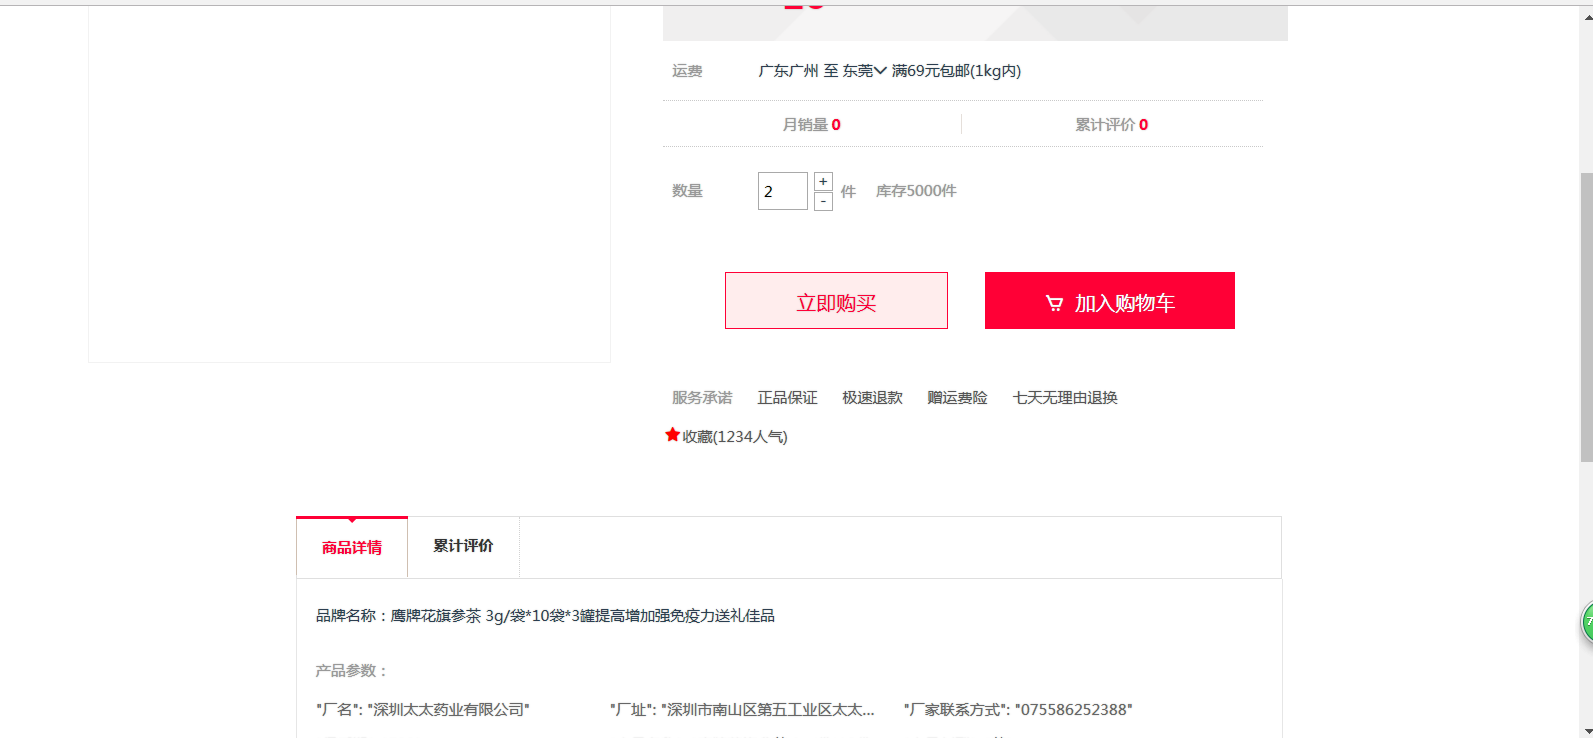 运费 广东广州 至 东莞 满69元包邮(1kg内)
月销量 0 累计评价 0
数量 2 + - 件 库存5000件
立即购买 加入购物车
服务承诺 正品保证 极速退款 赠运费险 七天无理由退换
收藏(1234人气)
商品详情 累计评价
品牌名称：鹰牌花旗参茶 3g/袋*10袋*3罐提高增加强免疫力送礼佳品
产品参数：
"厂名": "深圳太太药业有限公司" "厂址": "深圳市南山区第五工业区太太... "厂家联系方式": "075586252388"
7